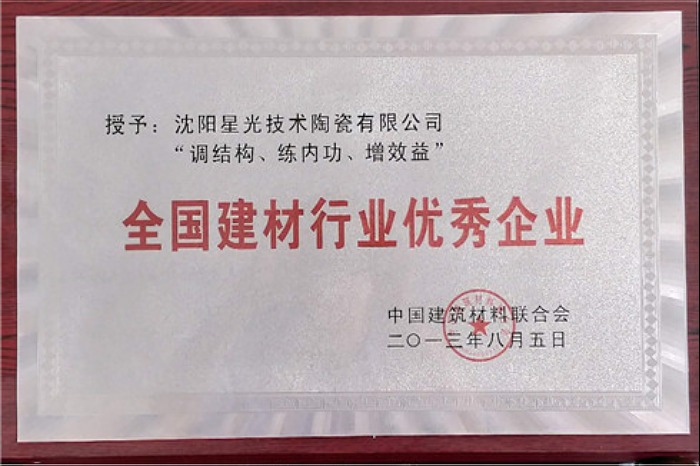 授予：沈阳星光技术陶瓷有限公司
“调结构、练内功、增效益”
全国建材行业优秀企业
中国建筑材料联合会
二〇一三年八月五日